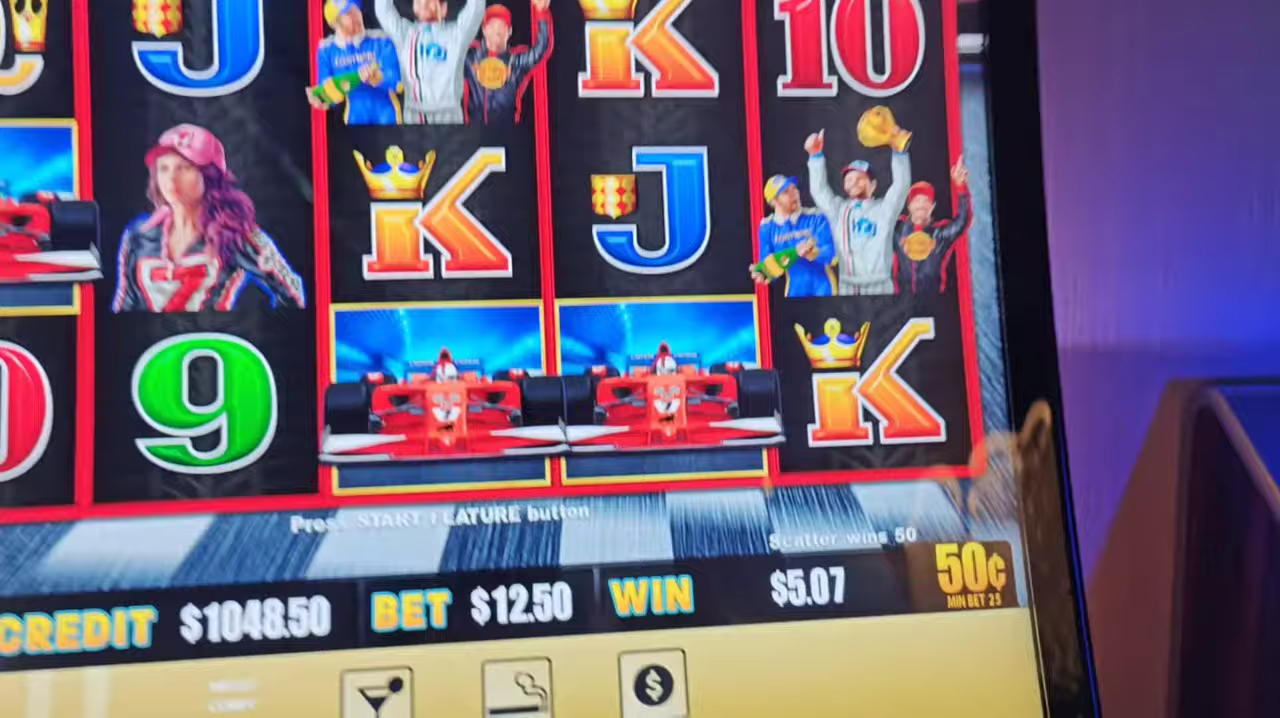 J K 10
7 K J
9 K
Press START FEATURE button
Scatter wins 50
CREDIT $1048.50 BET $12.50 WIN $5.07 50¢
MIN BET 25